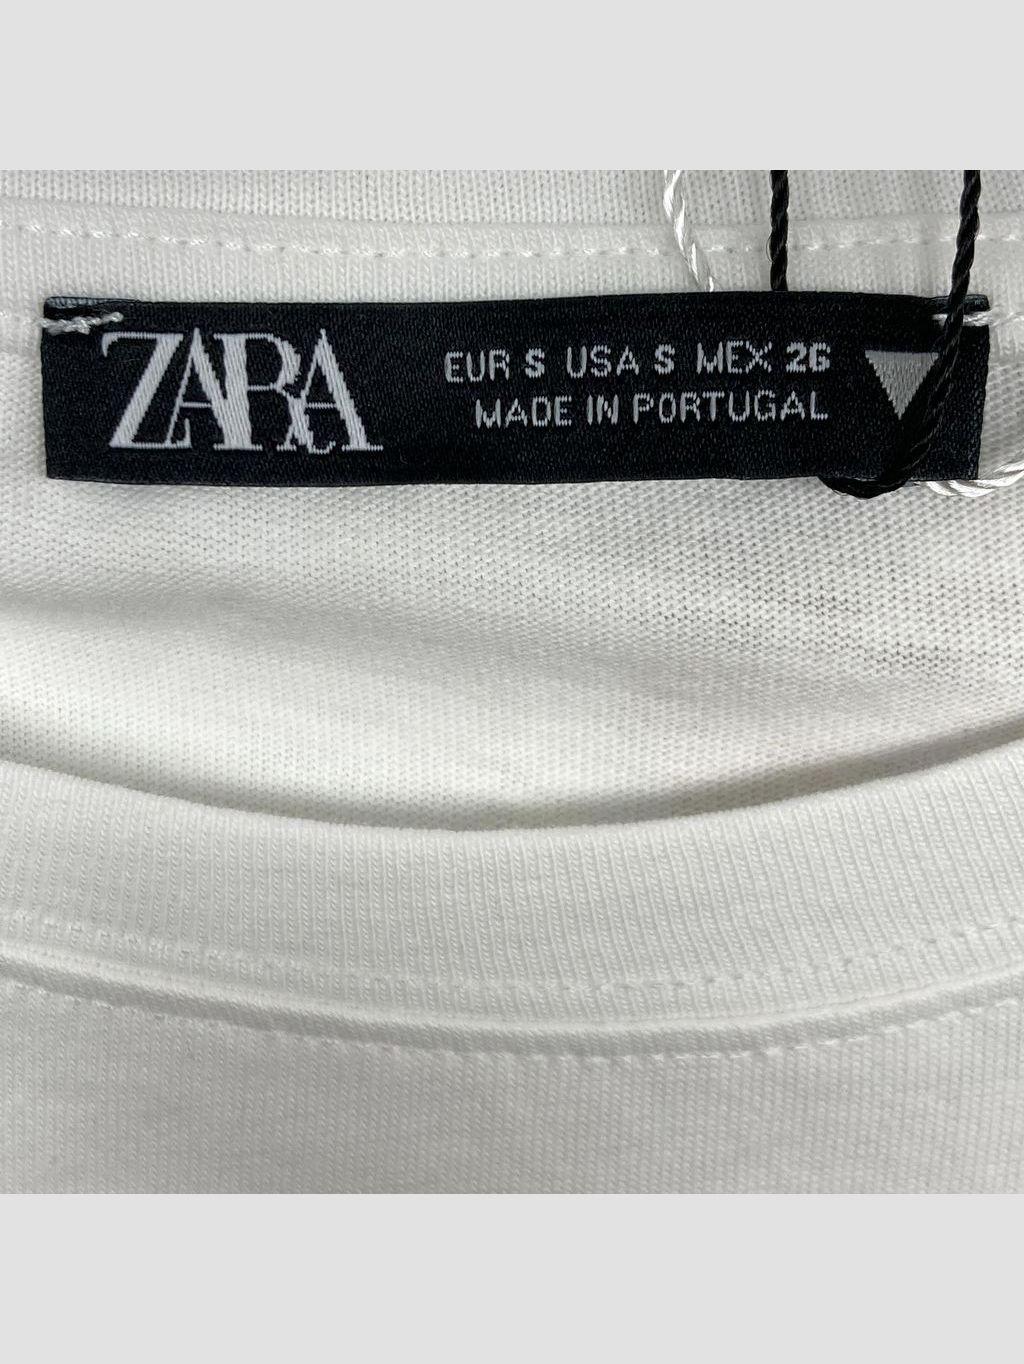 ZARA
EUR S USA S MEX 26
MADE IN PORTUGAL